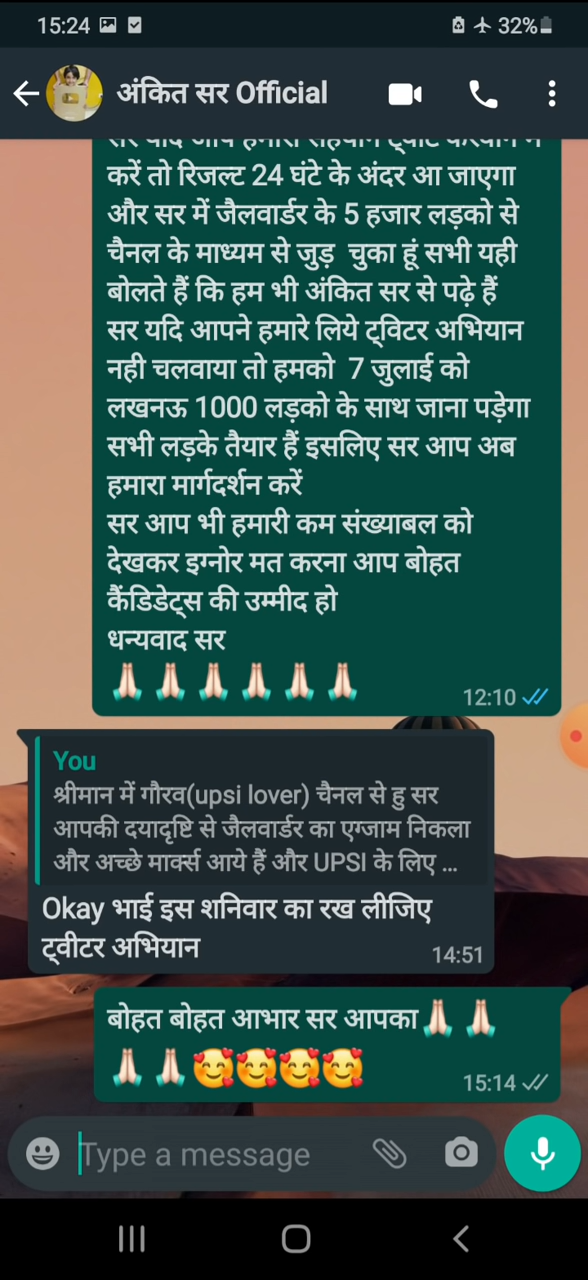 15:24
32%
अंकित सर Official
करें तो रिजल्ट 24 घंटे के अंदर आ जाएगा
और सर में जैलवार्डर के 5 हजार लड़को से
चैनल के माध्यम से जुड़ चुका हूं सभी यही
बोलते हैं कि हम भी अंकित सर से पढ़े हैं
सर यदि आपने हमारे लिये ट्विटर अभियान
नही चलवाया तो हमको 7 जुलाई को
लखनऊ 1000 लड़को के साथ जाना पड़ेगा
सभी लड़के तैयार हैं इसलिए सर आप अब
हमारा मार्गदर्शन करें
सर आप भी हमारी कम संख्याबल को
देखकर इग्नोर मत करना आप बोहत
कैंडिडेट्स की उम्मीद हो
धन्यवाद सर
🙏🏻 🙏🏻 🙏🏻 🙏🏻 🙏🏻 🙏🏻
12:10
You
श्रीमान में गौरव(upsi lover) चैनल से हु सर
आपकी दयादृष्टि से जैलवार्डर का एग्जाम निकला
और अच्छे मार्क्स आये हैं और UPSI के लिए ...
Okay भाई इस शनिवार का रख लीजिए
ट्वीटर अभियान
14:51
बोहत बोहत आभार सर आपका🙏🏻 🙏🏻
🙏🏻 🙏🏻🥰🥰🥰🥰
15:14
Type a message